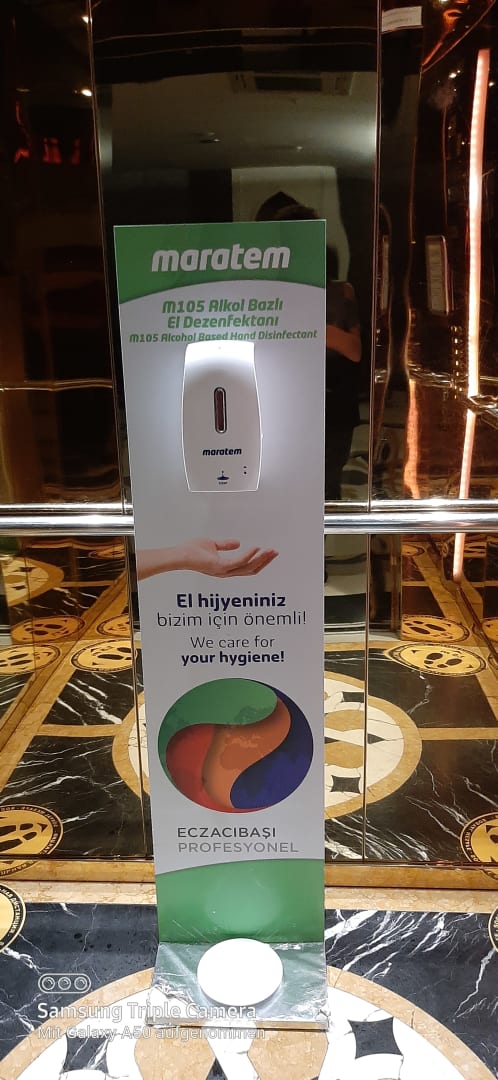 maratem
M105 Alkol Bazlı
El Dezenfektanı
M105 Alcohol Based Hand Disinfectant
maratem
El hijyeniniz
bizim için önemli!
We care for
your hygiene!
ECZACIBAŞI
PROFESYONEL
Samsung Triple Camera
Mit Galaxy A50 aufgenommen